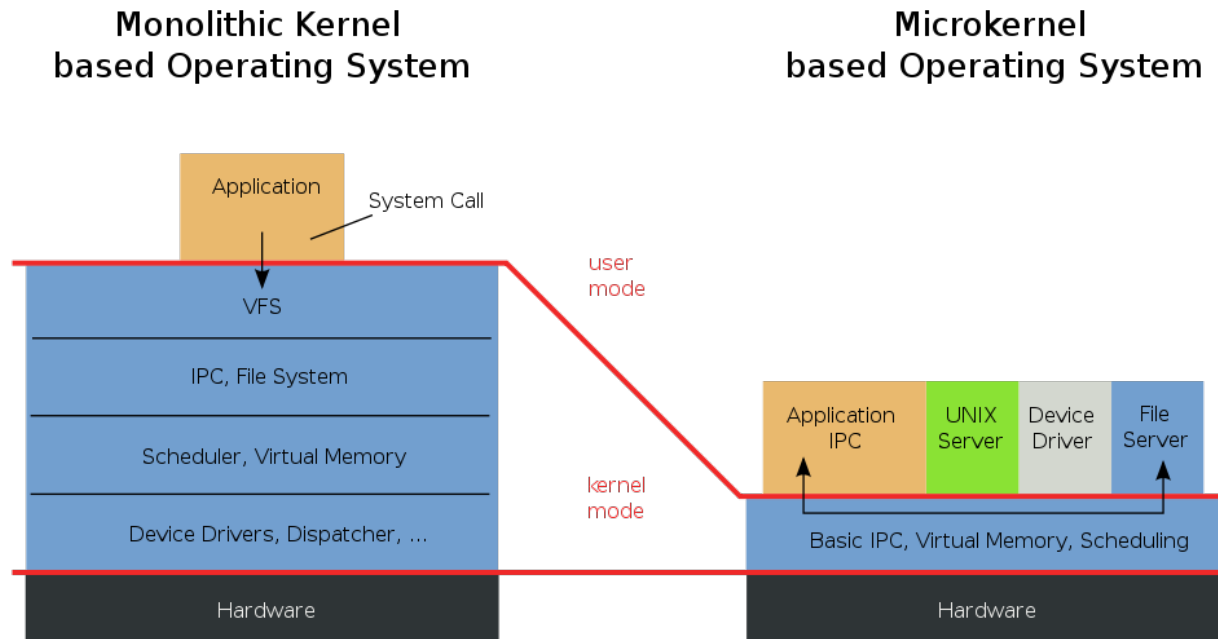 Monolithic Kernel
based Operating System
Microkernel
based Operating System
Application
System Call
user
mode
VFS
IPC, File System
Scheduler, Virtual Memory
kernel
mode
Device Drivers, Dispatcher, ...
Hardware
Application
IPC
UNIX
Server
Device
Driver
File
Server
Basic IPC, Virtual Memory, Scheduling
Hardware